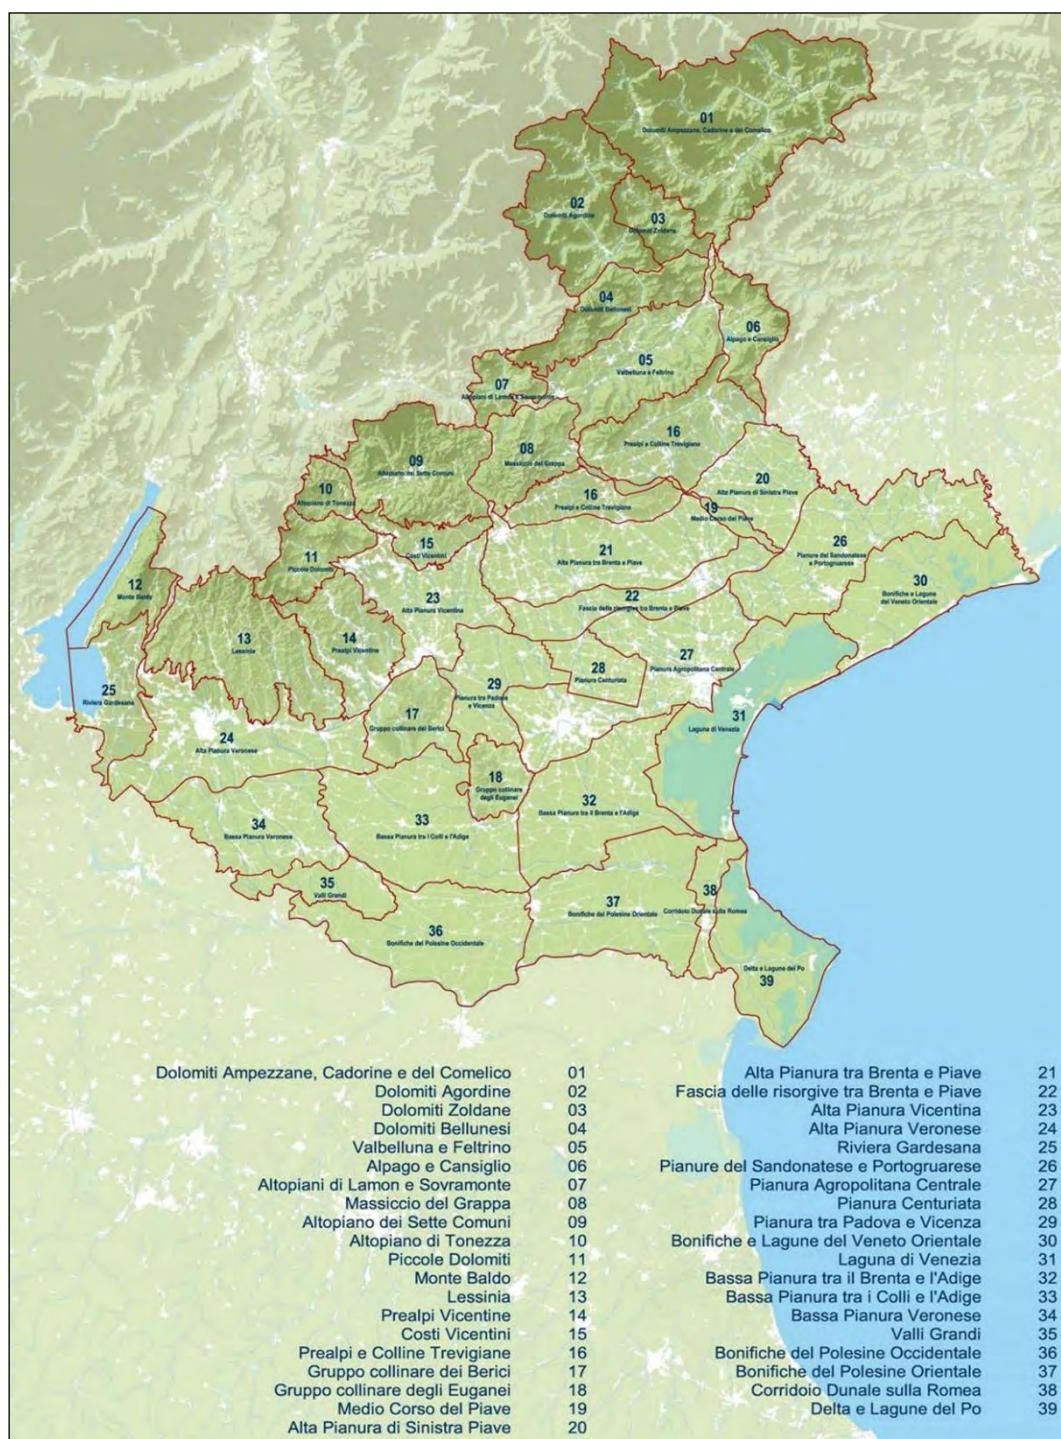 01
Dolomiti Ampezzane, Cadorine e del Comelico
02
Dolomiti Agordine
03
Dolomiti Zoldane
04
Dolomiti Bellunesi
06
Alpago e Cansiglio
05
Valbelluna e Feltrino
07
Altopiani di Lamon e Sovramonte
16
Prealpi e Colline Trevigiane
08
Massiccio del Grappa
09
Altopiano dei Sette Comuni
20
Alta Pianura di Sinistra Piave
10
Altopiano di Tonezza
16
Prealpi e Colline Trevigiane
19
Medio Corso del Piave
15
Costi Vicentini
26
Pianure del Sandonatese
e Portogruarese
21
Alta Pianura tra Brenta e Piave
11
Piccole Dolomiti
30
Bonifiche e Lagune
del Veneto Orientale
12
Monte Baldo
23
Alta Pianura Vicentina
22
Fascia delle risorgive tra Brenta e Piave
13
Lessinia
14
Prealpi Vicentine
27
Pianura Agropolitana Centrale
28
Pianura Centuriata
29
Pianura tra Padova
e Vicenza
25
Riviera Gardesana
17
Gruppo collinare dei Berici
31
Laguna di Venezia
24
Alta Pianura Veronese
18
Gruppo collinare
degli Euganei
32
Bassa Pianura tra il Brenta e l'Adige
33
Bassa Pianura tra i Colli e l'Adige
34
Bassa Pianura Veronese
35
Valli Grandi
38
Corridoio Dunale sulla Romea
37
Bonifiche del Polesine Orientale
36
Bonifiche del Polesine Occidentale
Delta e Lagune del Po
39
Dolomiti Ampezzane, Cadorine e del Comelico 01
Dolomiti Agordine 02
Dolomiti Zoldane 03
Dolomiti Bellunesi 04
Valbelluna e Feltrino 05
Alpago e Cansiglio 06
Altopiani di Lamon e Sovramonte 07
Massiccio del Grappa 08
Altopiano dei Sette Comuni 09
Altopiano di Tonezza 10
Piccole Dolomiti 11
Monte Baldo 12
Lessinia 13
Prealpi Vicentine 14
Costi Vicentini 15
Prealpi e Colline Trevigiane 16
Gruppo collinare dei Berici 17
Gruppo collinare degli Euganei 18
Medio Corso del Piave 19
Alta Pianura di Sinistra Piave 20
Alta Pianura tra Brenta e Piave 21
Fascia delle risorgive tra Brenta e Piave 22
Alta Pianura Vicentina 23
Alta Pianura Veronese 24
Riviera Gardesana 25
Pianure del Sandonatese e Portogruarese 26
Pianura Agropolitana Centrale 27
Pianura Centuriata 28
Pianura tra Padova e Vicenza 29
Bonifiche e Lagune del Veneto Orientale 30
Laguna di Venezia 31
Bassa Pianura tra il Brenta e l'Adige 32
Bassa Pianura tra i Colli e l'Adige 33
Bassa Pianura Veronese 34
Valli Grandi 35
Bonifiche del Polesine Occidentale 36
Bonifiche del Polesine Orientale 37
Corridoio Dunale sulla Romea 38
Delta e Lagune del Po 39